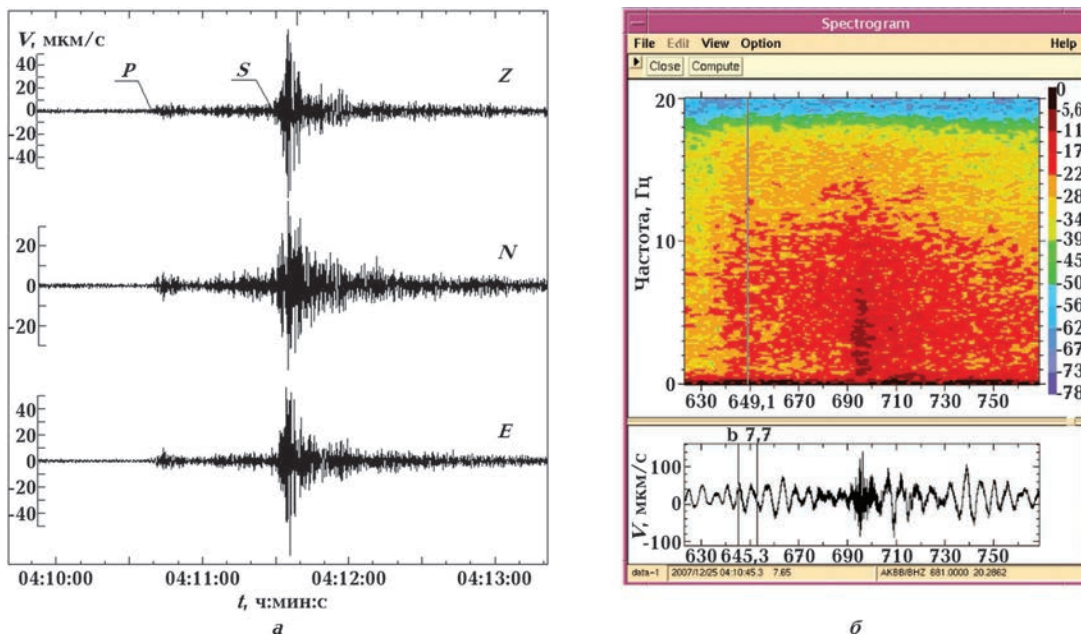 V, мкм/с
40
20
0
-20
-40
P
S
Z
20
0
-20
N
40
20
0
-20
-40
E
04:10:00 04:11:00 04:12:00 04:13:00
t, ч:мин:с
а
Spectrogram
File Edit View Option Help
Close Compute
Частота, Гц
20
10
0
630 649,1 670 690 710 730 750
0
-5,6
-11
-17
-22
-28
-34
-39
-45
-50
-56
-62
-67
-73
-78
b 7,7
V, мкм/с
100
0
-100
630 645,3 670 690 710 730 750
data-1 2007/12/25 04:10:45.3 7.65 AKBB/BHZ 681.0000 20.2862
б